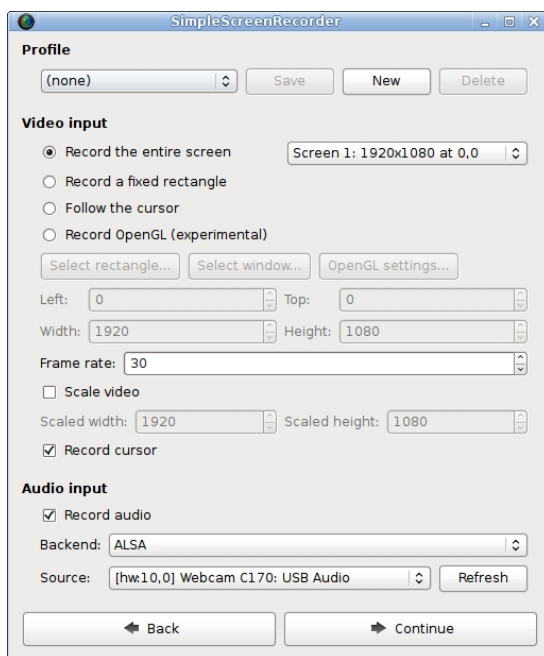 SimpleScreenRecorder
Profile
(none) Save New Delete
Video input
Record the entire screen Screen 1: 1920x1080 at 0,0
Record a fixed rectangle
Follow the cursor
Record OpenGL (experimental)
Select rectangle... Select window... OpenGL settings...
Left: 0 Top: 0
Width: 1920 Height: 1080
Frame rate: 30
Scale video
Scaled width: 1920 Scaled height: 1080
Record cursor
Audio input
Record audio
Backend: ALSA
Source: [hw:10,0] Webcam C170: USB Audio Refresh
Back Continue